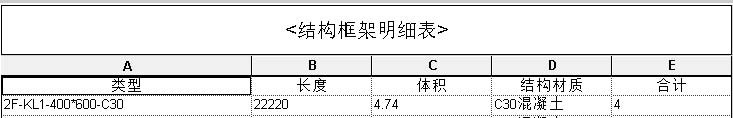 <结构框架明细表>
A B C D E
类型 长度 体积 结构材质 合计
2F-KL1-400*600-C30 22220 4.74 C30混凝土 4